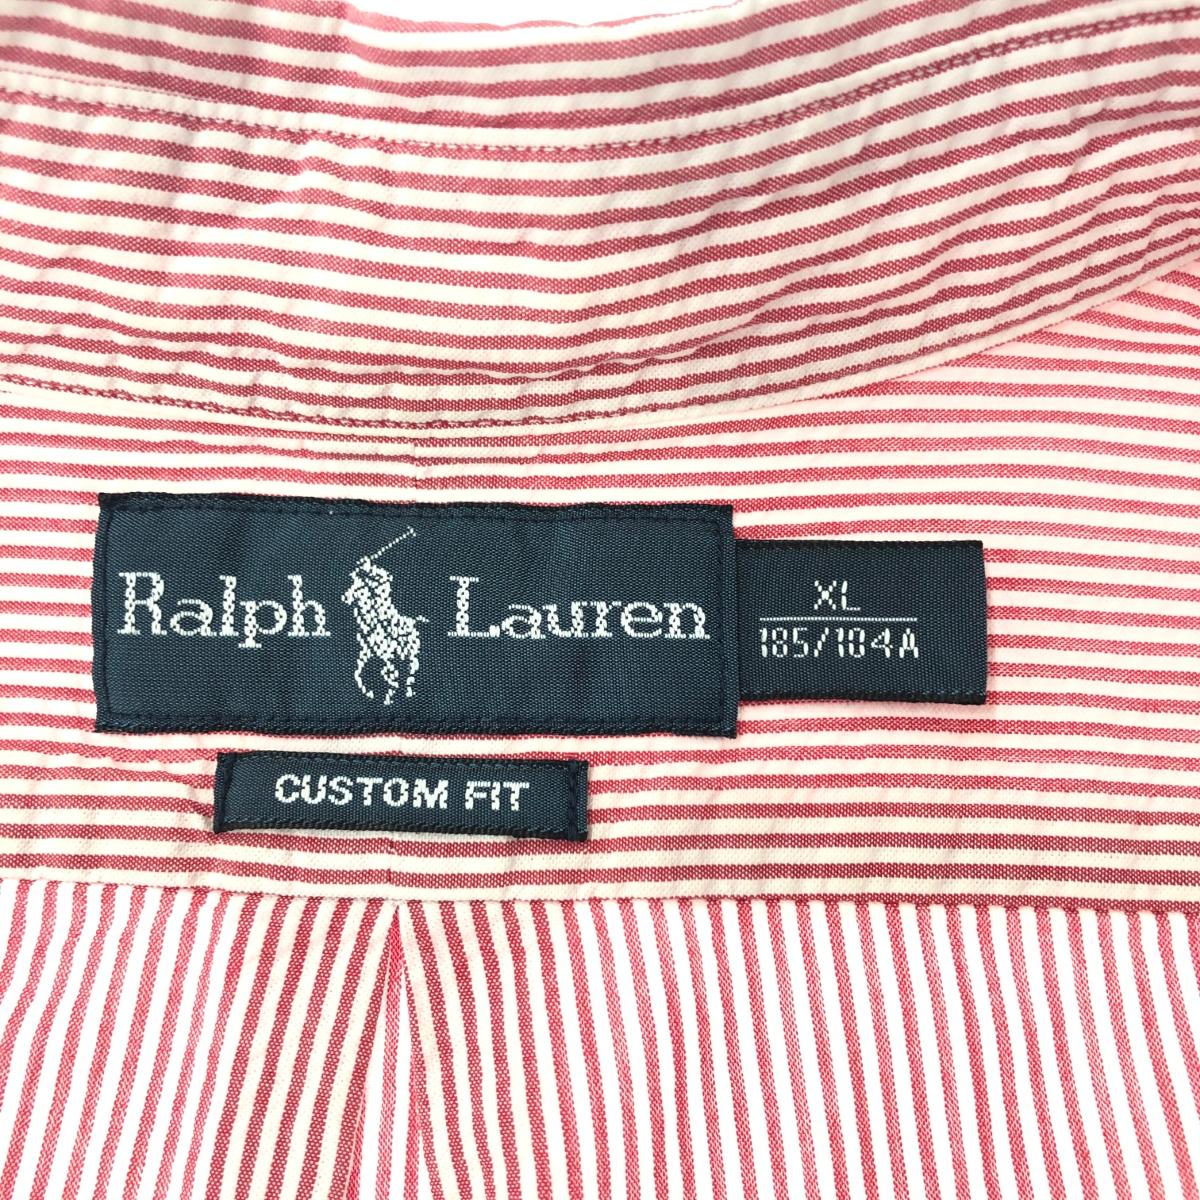 Ralph Lauren
XL
185/104A
CUSTOM FIT